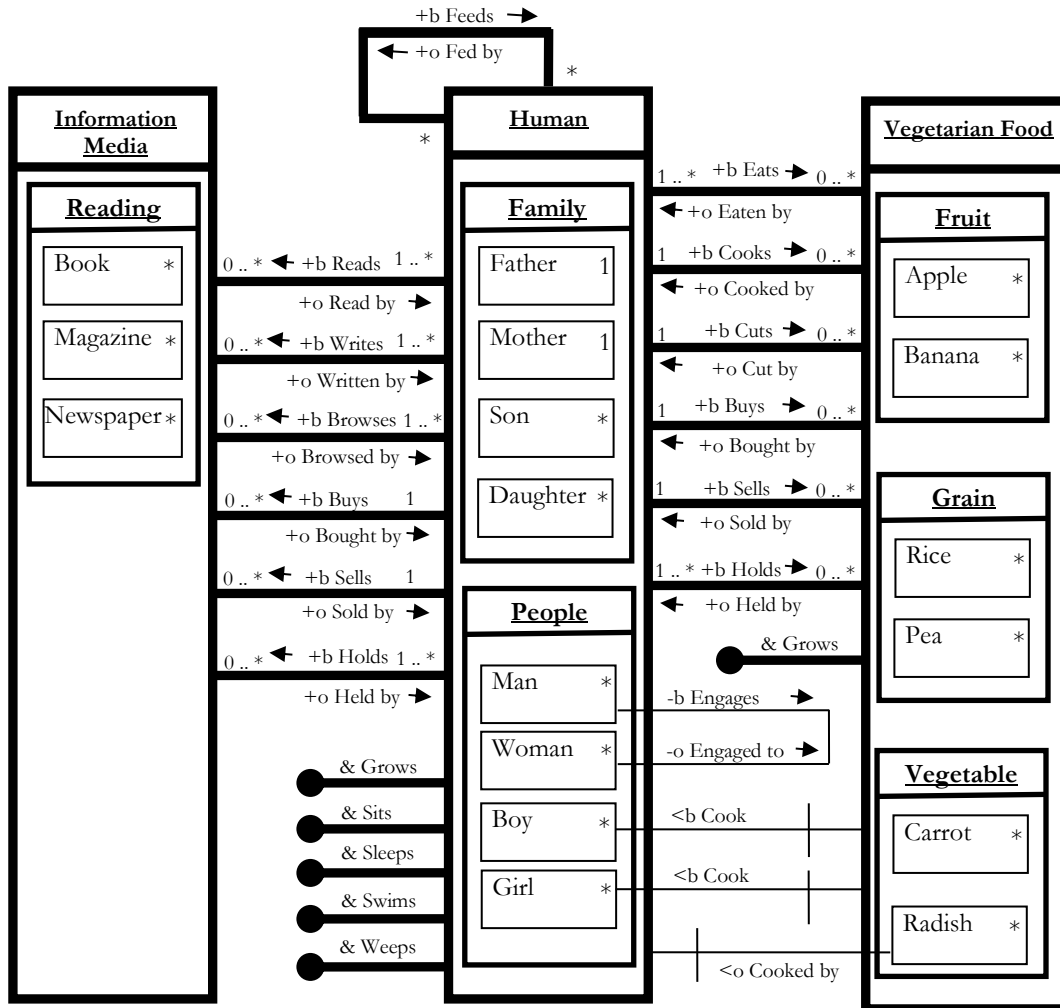 +b Feeds
+o Fed by
*
*
Information
Media
Reading
Book *
Magazine *
Newspaper *
0 .. * +b Reads 1 .. *
+o Read by
0 .. * +b Writes 1 .. *
+o Written by
0 .. * +b Browses 1 .. *
+o Browsed by
0 .. * +b Buys 1
+o Bought by
0 .. * +b Sells 1
+o Sold by
0 .. * +b Holds 1 .. *
+o Held by
& Grows
& Sits
& Sleeps
& Swims
& Weeps
Human
Family
Father 1
Mother 1
Son *
Daughter *
People
Man *
Woman *
Boy *
Girl *
1 .. * +b Eats 0 .. *
+o Eaten by
1 +b Cooks 0 .. *
+o Cooked by
1 +b Cuts 0 .. *
+o Cut by
1 +b Buys 0 .. *
+o Bought by
1 +b Sells 0 .. *
+o Sold by
1 .. * +b Holds 0 .. *
+o Held by
& Grows
-b Engages
-o Engaged to
<b Cook
<b Cook
<o Cooked by
Vegetarian Food
Fruit
Apple *
Banana *
Grain
Rice *
Pea *
Vegetable
Carrot *
Radish *